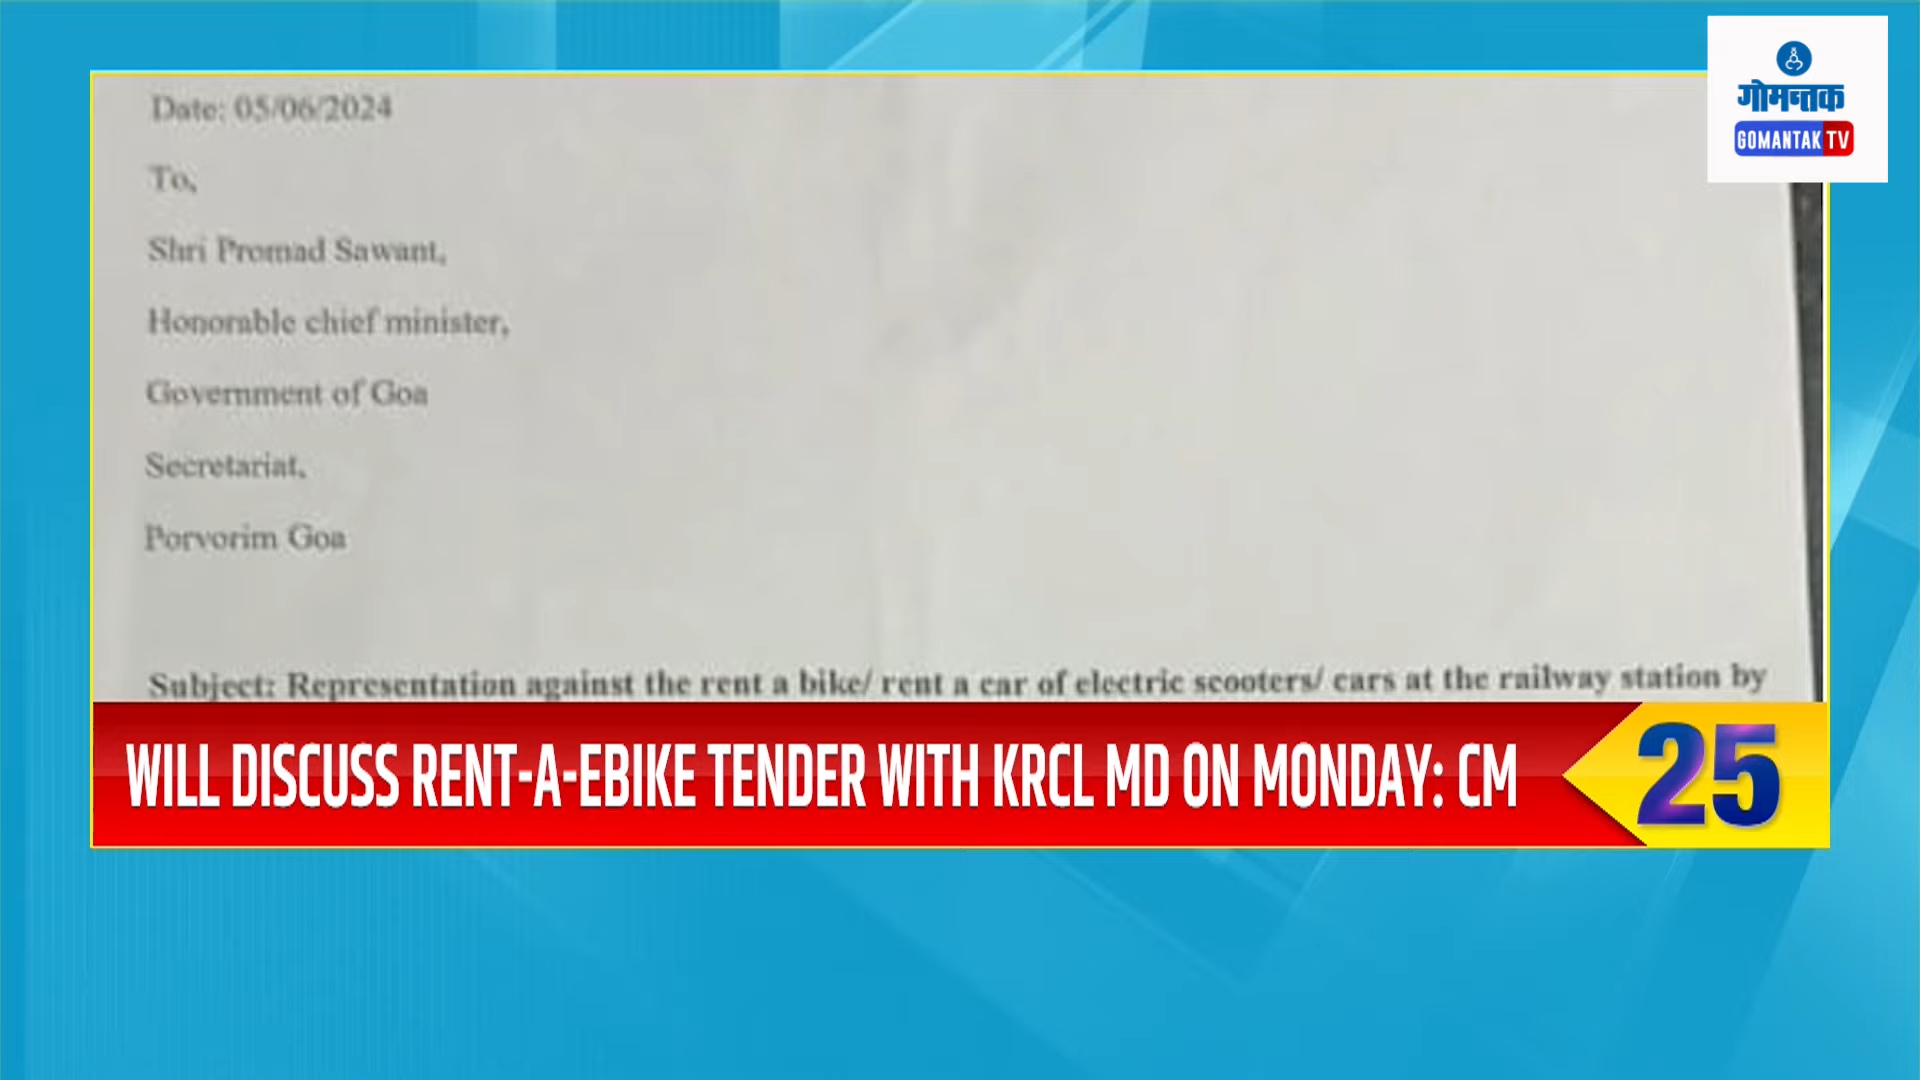 गोमन्तक
GOMANTAK TV
Date: 05/06/2024
To,
Shri Promad Sawant,
Honorable chief minister,
Government of Goa
Secretariat,
Porvorim Goa
Subject: Representation against the rent a bike/ rent a car of electric scooters/ cars at the railway station by
WILL DISCUSS RENT-A-EBIKE TENDER WITH KRCL MD ON MONDAY: CM
25